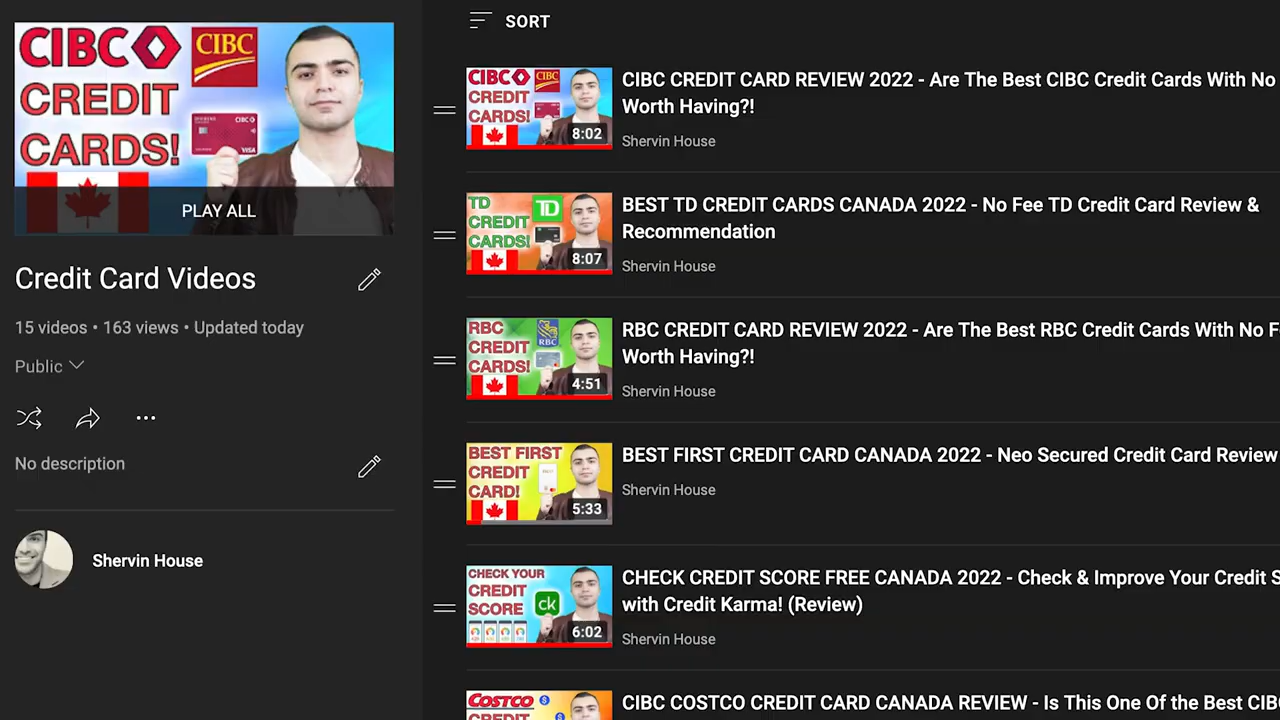 CIBC
CIBC
CREDIT
CARDS!
DIVIDEND
CIBC
VISA
PLAY ALL
Credit Card Videos
15 videos • 163 views • Updated today
Public
No description
Shervin House
SORT
CIBC
CIBC
CREDIT
CARDS!
8:02
CIBC CREDIT CARD REVIEW 2022 - Are The Best CIBC Credit Cards With No
Worth Having?!
Shervin House
TD
TD
CREDIT
CARDS!
8:07
BEST TD CREDIT CARDS CANADA 2022 - No Fee TD Credit Card Review &
Recommendation
Shervin House
RBC
RBC
CREDIT
CARDS!
4:51
RBC CREDIT CARD REVIEW 2022 - Are The Best RBC Credit Cards With No F
Worth Having?!
Shervin House
BEST FIRST
CREDIT
CARD!
5:33
BEST FIRST CREDIT CARD CANADA 2022 - Neo Secured Credit Card Review
Shervin House
CHECK YOUR
CREDIT
SCORE
ck
6:02
CHECK CREDIT SCORE FREE CANADA 2022 - Check & Improve Your Credit S
with Credit Karma! (Review)
Shervin House
COSTCO
CREDIT
CIBC COSTCO CREDIT CARD CANADA REVIEW - Is This One Of the Best CIB